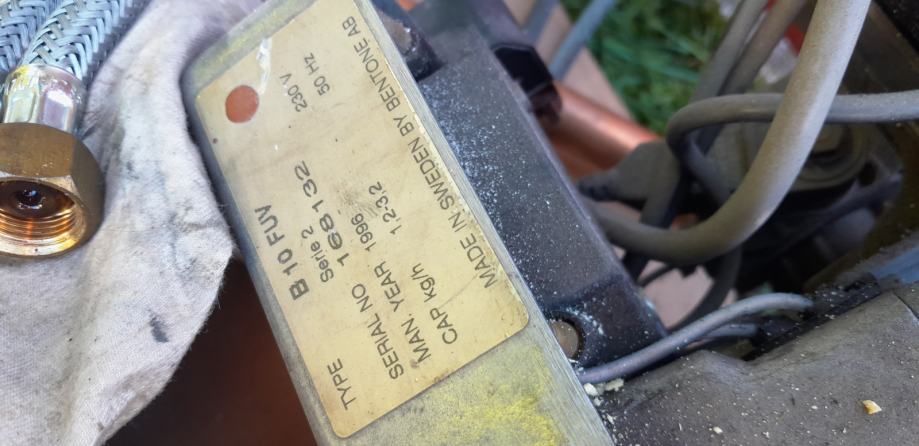 TYPE B 10 FUV 230 V
Serie 2 50 HZ
SERIAL NO 168132
MAN. YEAR 1996
CAP kg/h 1,2-3,2
MADE IN SWEDEN BY BENTONE AB